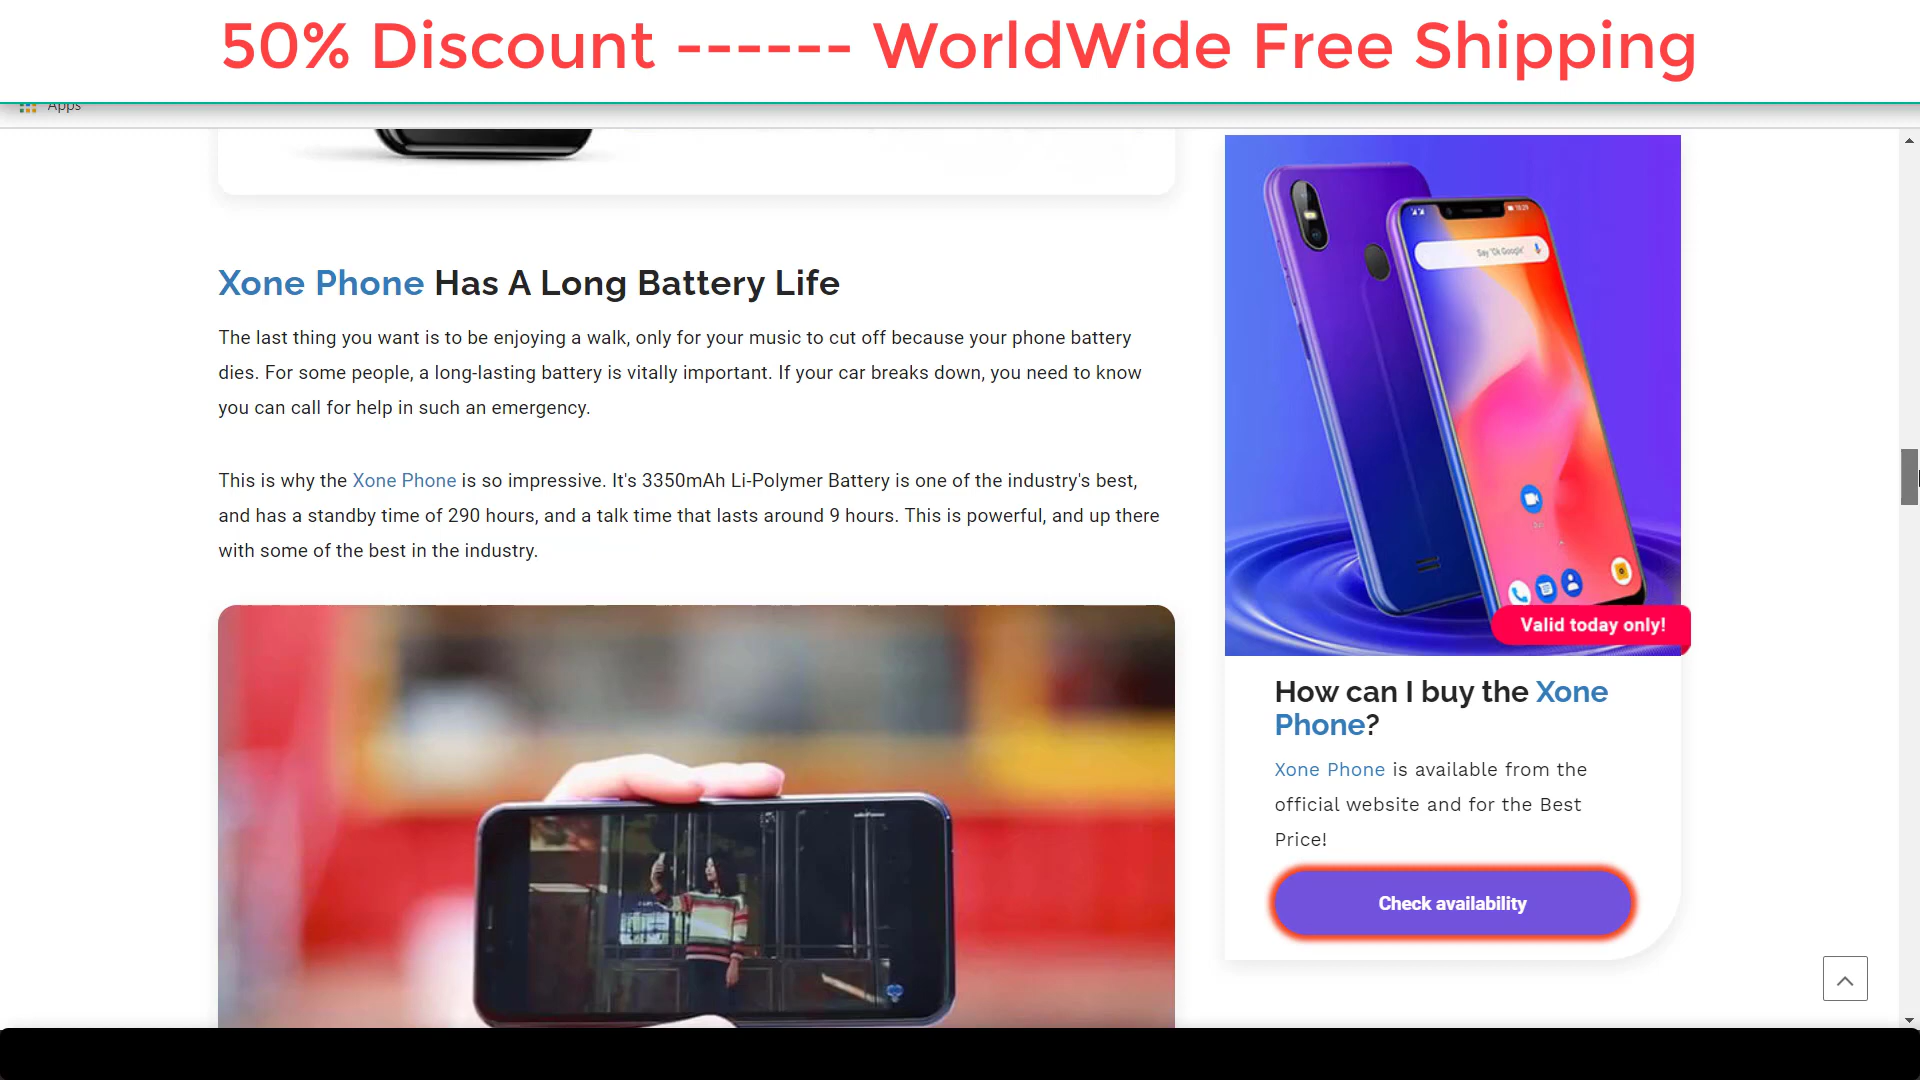 50% Discount ------ WorldWide Free Shipping
Apps
Xone Phone Has A Long Battery Life
The last thing you want is to be enjoying a walk, only for your music to cut off because your phone battery
dies. For some people, a long-lasting battery is vitally important. If your car breaks down, you need to know
you can call for help in such an emergency.
This is why the Xone Phone is so impressive. It's 3350mAh Li-Polymer Battery is one of the industry's best,
and has a standby time of 290 hours, and a talk time that lasts around 9 hours. This is powerful, and up there
with some of the best in the industry.
Say "Ok Google"
Valid today only!
How can I buy the Xone
Phone?
Xone Phone is available from the
official website and for the Best
Price!
Check availability